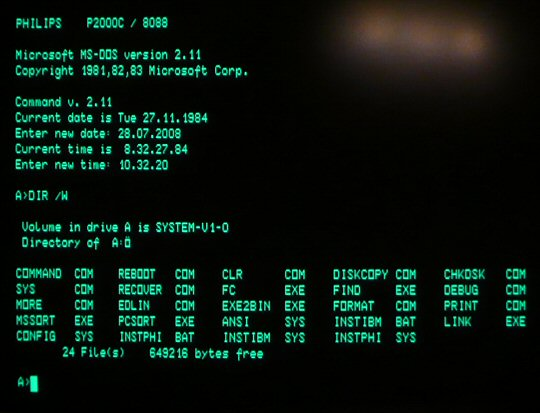 PHILIPS P2000C / 8088
Microsoft MS-DOS version 2.11
Copyright 1981,82,83 Microsoft Corp.
Command v. 2.11
Current date is Tue 27.11.1984
Enter new date: 28.07.2008
Current time is 8.32.27.84
Enter new time: 10.32.20
A>DIR /W
Volume in drive A is SYSTEM-V1-0
Directory of A:Ö
COMMAND COM REBOOT COM CLR COM DISKCOPY COM CHKDSK COM
SYS COM RECOVER COM FC EXE FIND EXE DEBUG COM
MORE COM EDLIN COM EXE2BIN EXE FORMAT COM PRINT COM
MSSORT EXE PCSORT EXE ANSI SYS INSTIBM BAT LINK EXE
CONFIG SYS INSTPHI BAT INSTIBM SYS INSTPHI SYS
24 File(s) 649216 bytes free
A>